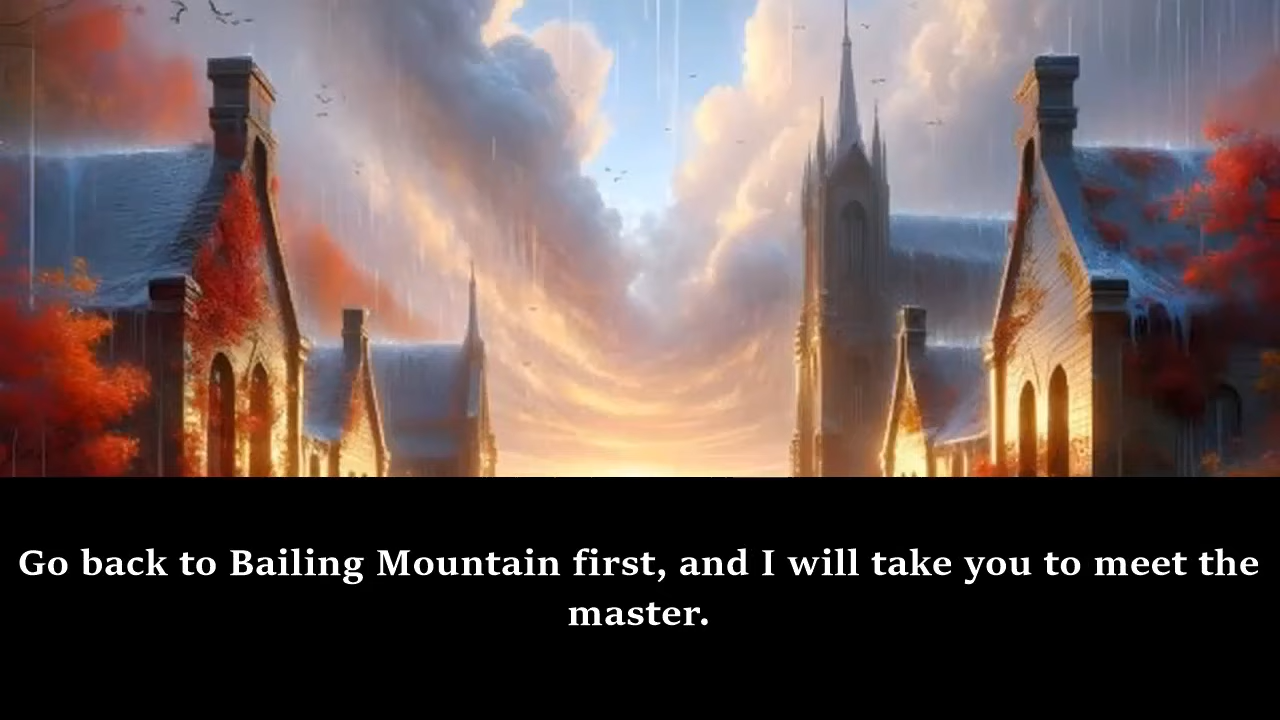 Go back to Bailing Mountain first, and I will take you to meet the
master.